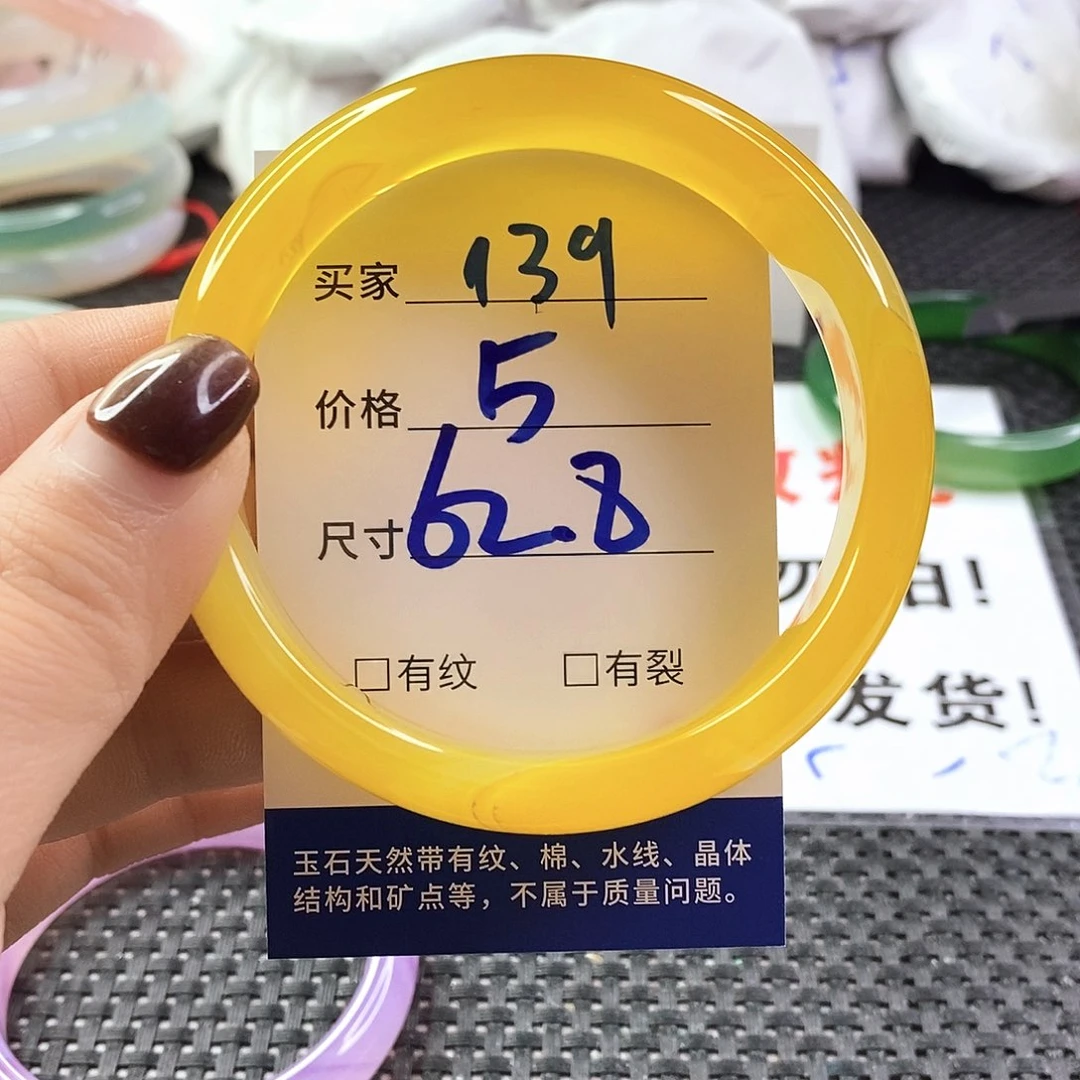 买家 139
价格 5
尺寸 62.8
□有纹 □有裂
玉石天然带有纹、棉、水线、晶体
结构和矿点等，不属于质量问题。
发货!